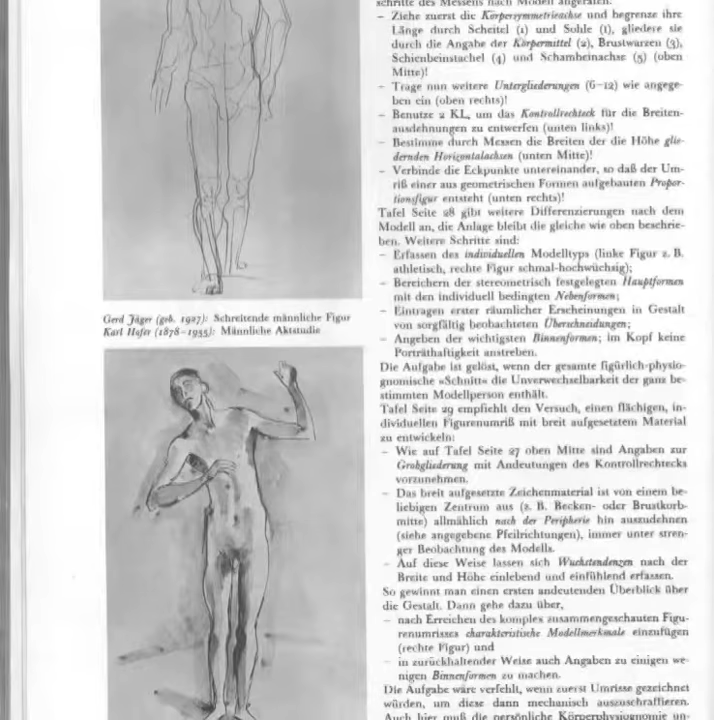 Gerd Jäger (geb. 1927): Schreitende männliche Figur
Karl Hofer (1878–1955): Männliche Aktstudie
schritte des Messens nach Modell angeraten:
– Ziehe zuerst die Körpersymmetrieachse und begrenze ihre
Länge durch Scheitel (1) und Sohle (1), gliedere sie
durch die Angabe der Körpermittel (2), Brustwarzen (3),
Schienbeinstachel (4) und Schambeinachse (5) (oben
Mitte)!
– Trage nun weitere Untergliederungen (6–12) wie angege-
ben ein (oben rechts)!
– Benutze 2 KL, um das Kontrollrechteck für die Breiten-
ausdehnungen zu entwerfen (unten links)!
– Bestimme durch Messen die Breiten der die Höhe glie-
dernden Horizontalachsen (unten Mitte)!
– Verbinde die Eckpunkte untereinander, so daß der Um-
riß einer aus geometrischen Formen aufgebauten Propor-
tionsfigur entsteht (unten rechts)!
Tafel Seite 28 gibt weitere Differenzierungen nach dem
Modell an, die Anlage bleibt die gleiche wie oben beschrie-
ben. Weitere Schritte sind:
– Erfassen des individuellen Modelltyps (linke Figur z. B.
athletisch, rechte Figur schmal-hochwüchsig);
– Bereichern der stereometrisch festgelegten Hauptformen
mit den individuell bedingten Nebenformen;
– Eintragen erster räumlicher Erscheinungen in Gestalt
von sorgfältig beobachteten Überschneidungen;
– Angeben der wichtigsten Binnenformen; im Kopf keine
Porträthaftigkeit anstreben.
Die Aufgabe ist gelöst, wenn der gesamte figürlich-physio-
gnomische »Schnitt« die Unverwechselbarkeit der ganz be-
stimmten Modellperson enthält.
Tafel Seite 29 empfiehlt den Versuch, einen flächigen, in-
dividuellen Figurenumriß mit breit aufgesetztem Material
zu entwickeln:
– Wie auf Tafel Seite 27 oben Mitte sind Angaben zur
Grobgliederung mit Andeutungen des Kontrollrechtecks
vorzunehmen.
– Das breit aufgesetzte Zeichenmaterial ist von einem be-
liebigen Zentrum aus (z. B. Becken- oder Brustkorb-
mitte) allmählich nach der Peripherie hin auszudehnen
(siehe angegebene Pfeilrichtungen), immer unter stren-
ger Beobachtung des Modells.
– Auf diese Weise lassen sich Wuchstendenzen nach der
Breite und Höhe einlebend und einfühlend erfassen.
So gewinnt man einen ersten andeutenden Überblick über
die Gestalt. Dann gehe dazu über,
– nach Erreichen des komplex zusammengeschauten Figu-
renumrisses charakteristische Modellmerkmale einzufügen
(rechte Figur) und
– in zurückhaltender Weise auch Angaben zu einigen we-
nigen Binnenformen zu machen.
Die Aufgabe wäre verfehlt, wenn zuerst Umrisse gezeichnet
würden, um diese dann mechanisch auszuschraffieren.
Auch hier muß die persönliche Körperphysiognomie un-